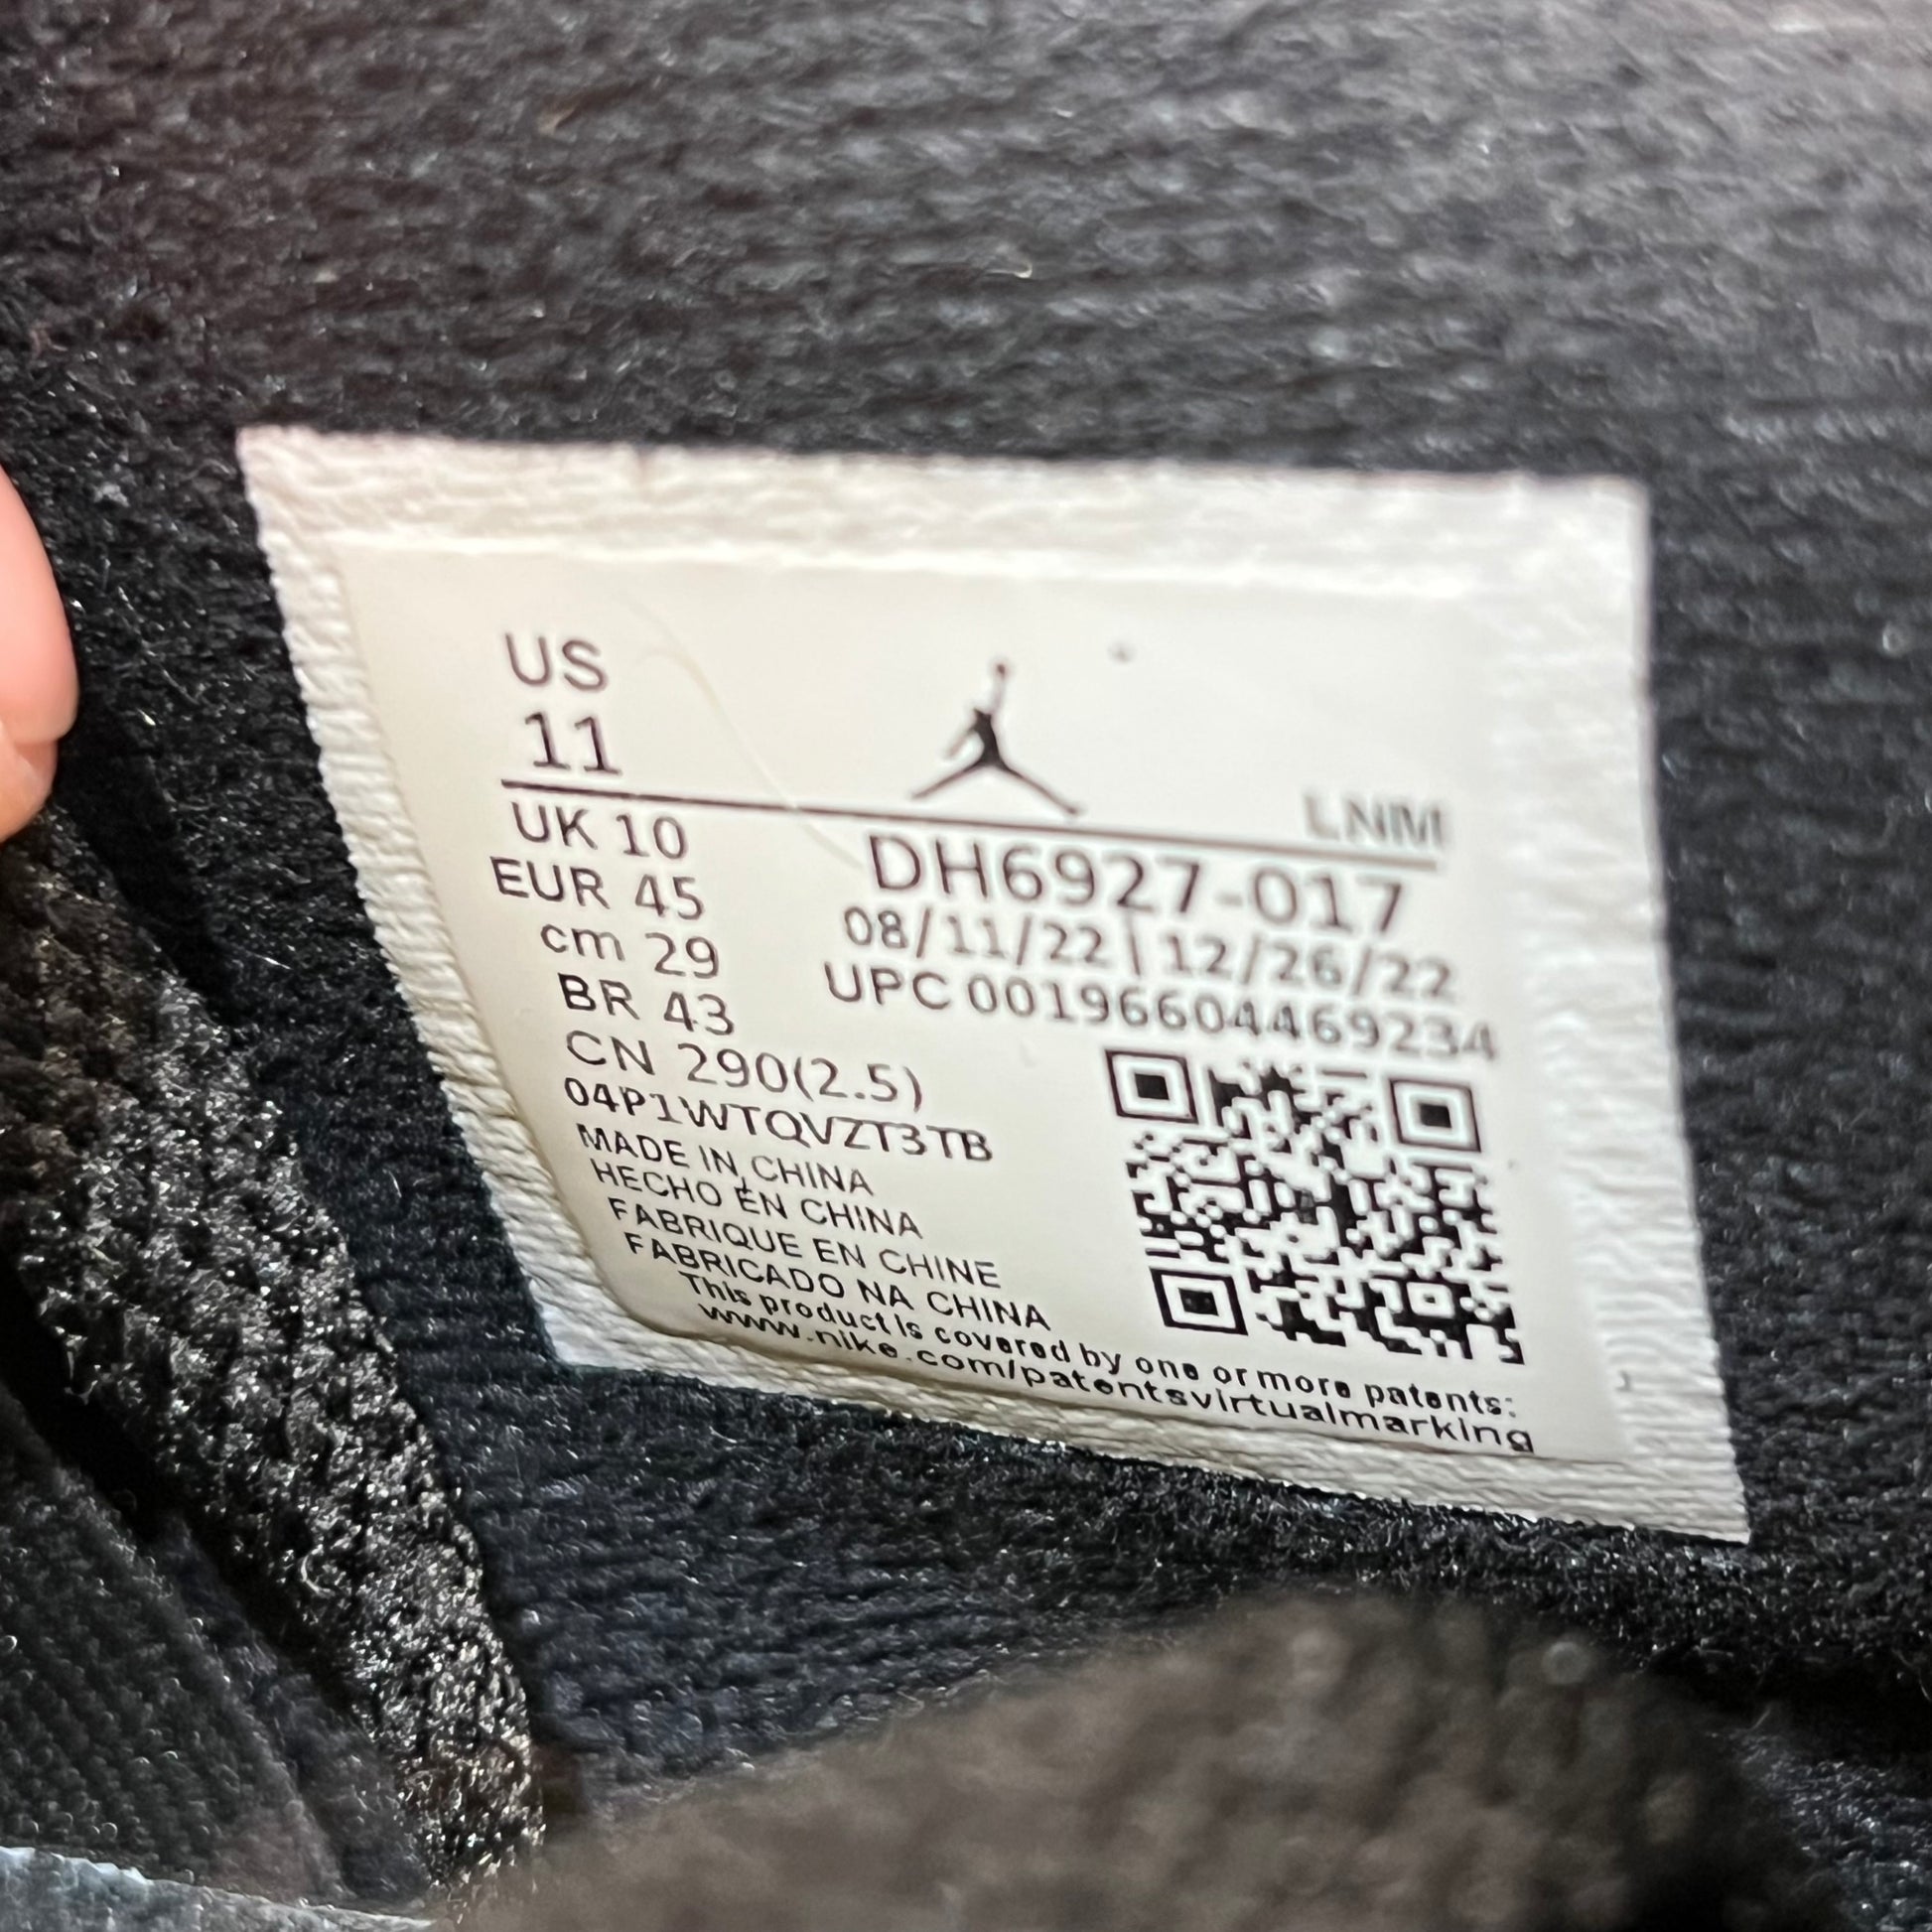 US
11
LNM
UK 10
EUR 45
cm 29
BR 43
CN 290(2.5)
04P1WTQVZT3TB
DH6927-017
08/11/22 | 12/26/22
UPC 00196604469234
MADE IN CHINA
HECHO EN CHINA
FABRIQUE EN CHINE
FABRICADO NA CHINA
This product is covered by one or more patents:
www.nike.com/patentsvirtualmarking